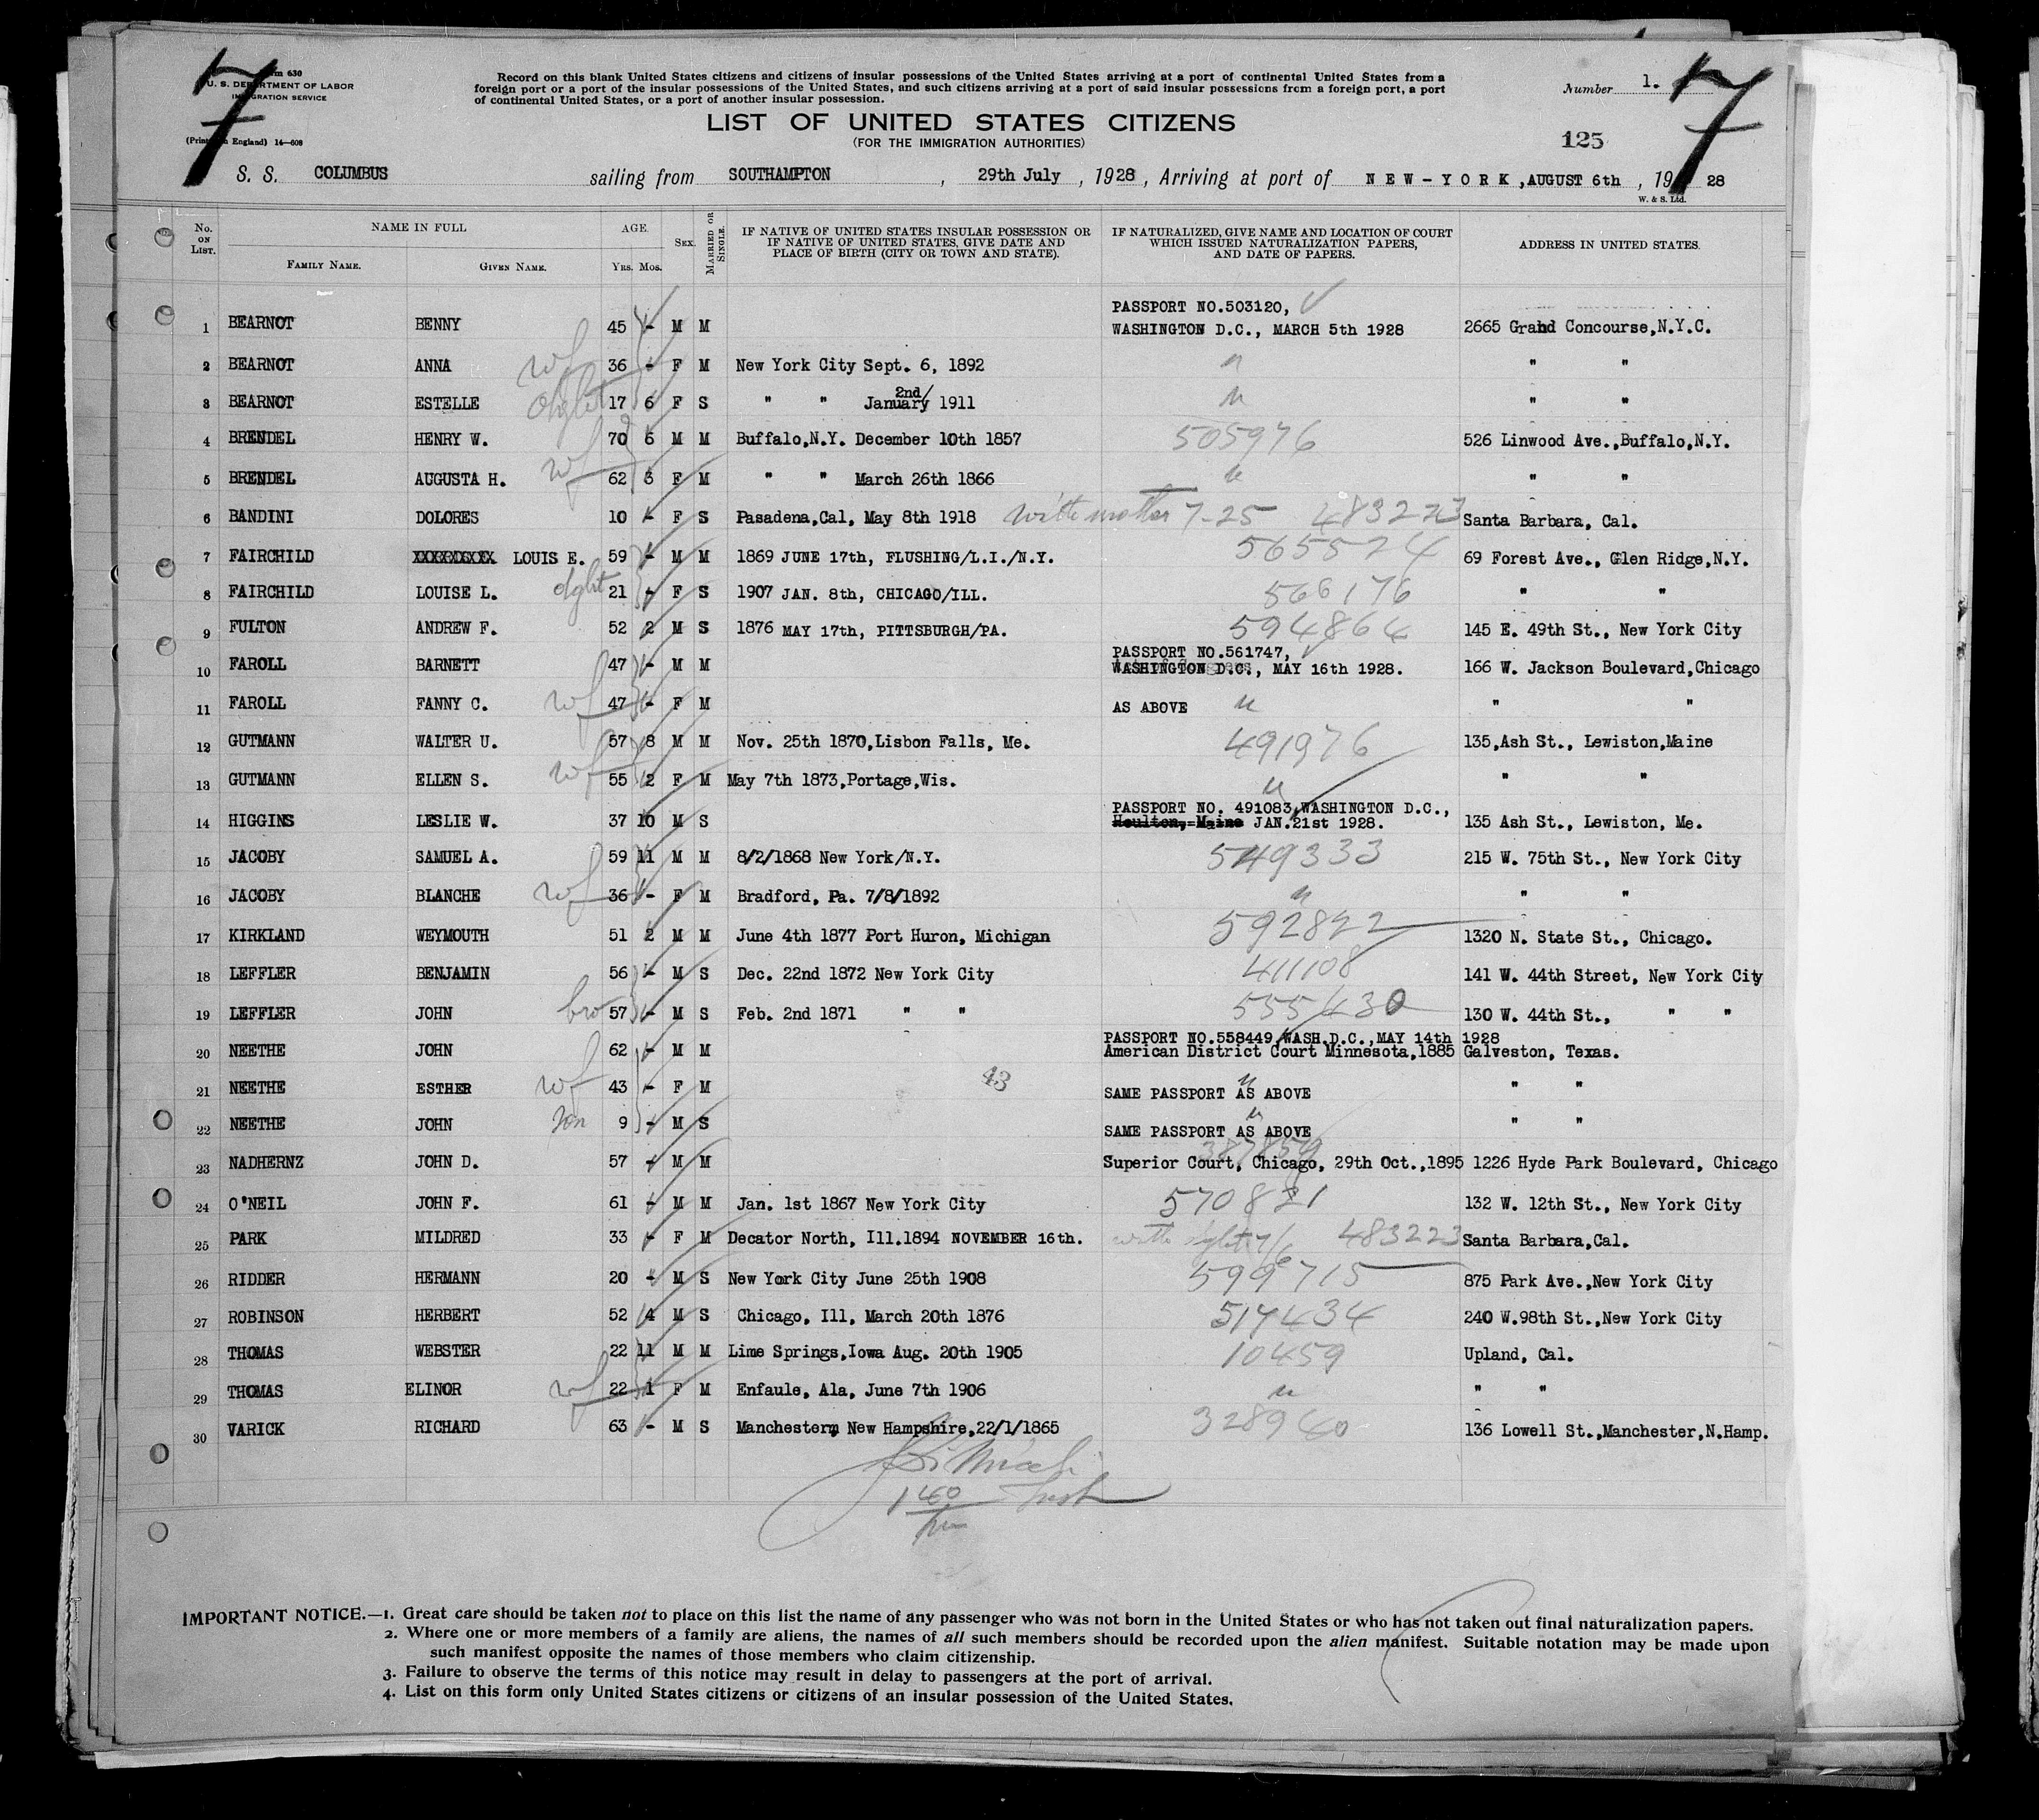 7
7
m 630
U. S. DEPARTMENT OF LABOR
IMMIGRATION SERVICE
(Print in England) 14—608
Record on this blank United States citizens and citizens of insular possessions of the United States arriving at a port of continental United States from a
foreign port or a port of the insular possessions of the United States, and such citizens arriving at a port of said insular possessions from a foreign port, a port
of continental United States, or a port of another insular possession.
Number 1.
LIST OF UNITED STATES CITIZENS
(FOR THE IMMIGRATION AUTHORITIES)
125
S. S. COLUMBUS sailing from SOUTHAMPTON, 29th July, 1928, Arriving at port of NEW-YORK, AUGUST 6th, 19 28
W. & S. Ltd.
No. ON LIST. NAME IN FULL AGE. SEX. MARRIED OR SINGLE. IF NATIVE OF UNITED STATES INSULAR POSSESSION OR IF NATIVE OF UNITED STATES, GIVE DATE AND PLACE OF BIRTH (CITY OR TOWN AND STATE). IF NATURALIZED, GIVE NAME AND LOCATION OF COURT WHICH ISSUED NATURALIZATION PAPERS, AND DATE OF PAPERS. ADDRESS IN UNITED STATES.
FAMILY NAME. GIVEN NAME. YRS. MOS.
PASSPORT NO.503120,
1 BEARNOT BENNY 45 - M M WASHINGTON D.C., MARCH 5th 1928 2665 Grand Concourse,N.Y.C.
2 BEARNOT ANNA wf 36 - F M New York City Sept. 6, 1892 " " "
3 BEARNOT ESTELLE dght 17 6 F S " " January 2nd/ 1911 " " "
4 BRENDEL HENRY W. 70 6 M M Buffalo,N.Y. December 10th 1857 505976 526 Linwood Ave.,Buffalo,N.Y.
5 BRENDEL AUGUSTA H. wf 62 3 F M " " March 26th 1866 " " "
6 BANDINI DOLORES 10 - F S Pasadena,Cal, May 8th 1918 with mother 7-25 483223 Santa Barbara, Cal.
7 FAIRCHILD XXXXXXXXX LOUIS E. 59 - M M 1869 JUNE 17th, FLUSHING/L.I./N.Y. 565524 69 Forest Ave., Glen Ridge,N.Y.
8 FAIRCHILD LOUISE L. dght 21 - F S 1907 JAN. 8th, CHICAGO/ILL. 566176 " "
9 FULTON ANDREW F. 52 2 M S 1876 MAY 17th, PITTSBURGH/PA. 594864 145 E. 49th St., New York City
PASSPORT NO.561747,
10 FAROLL BARNETT 47 - M M WASHINGTON D.C., MAY 16th 1928. 166 W. Jackson Boulevard,Chicago
11 FAROLL FANNY C. wf 47 - F M AS ABOVE " " "
12 GUTMANN WALTER U. 57 8 M M Nov. 25th 1870,Lisbon Falls, Me. 491976 135,Ash St., Lewiston,Maine
13 GUTMANN ELLEN S. wf 55 2 F M May 7th 1873,Portage,Wis. " " "
PASSPORT NO. 491083,WASHINGTON D.C.,
14 HIGGINS LESLIE W. 37 10 M S Houlton, Maine JAN.21st 1928. 135 Ash St., Lewiston, Me.
15 JACOBY SAMUEL A. 59 11 M M 8/2/1868 New York/N.Y. 549333 215 W. 75th St., New York City
16 JACOBY BLANCHE wf 36 - F M Bradford, Pa. 7/8/1892 " " "
17 KIRKLAND WEYMOUTH 51 2 M M June 4th 1877 Port Huron, Michigan 592822 1320 N. State St., Chicago.
18 LEFFLER BENJAMIN 56 - M S Dec. 22nd 1872 New York City 411108 141 W. 44th Street, New York City
19 LEFFLER JOHN bro 57 - M S Feb. 2nd 1871 " " 555430 130 W. 44th St., " "
PASSPORT NO.558449,WASH.D.C.,MAY 14th 1928
20 NEETHE JOHN 62 - M M American District Court Minnesota,1885 Galveston, Texas.
21 NEETHE ESTHER wf 43 - F M 43 SAME PASSPORT AS ABOVE " "
22 NEETHE JOHN son 9 - M S SAME PASSPORT AS ABOVE " "
387859
23 NADHERNZ JOHN D. 57 - M M Superior Court, Chicago, 29th Oct.,1895 1226 Hyde Park Boulevard, Chicago
24 O'NEIL JOHN F. 61 - M M Jan. 1st 1867 New York City 570821 132 W. 12th St., New York City
25 PARK MILDRED 33 - F M Decator North, Ill.1894 NOVEMBER 16th. with dght 7/6 483223 Santa Barbara,Cal.
26 RIDDER HERMANN 20 - M S New York City June 25th 1908 599715 875 Park Ave.,New York City
27 ROBINSON HERBERT 52 4 M S Chicago, Ill, March 20th 1876 517434 240 W.98th St.,New York City
28 THOMAS WEBSTER 22 11 M M Lime Springs,Iowa Aug. 20th 1905 10459 Upland, Cal.
29 THOMAS ELINOR wf 22 1 F M Enfaule, Ala, June 7th 1906 " " "
30 VARICK RICHARD 63 - M S Manchester, New Hampshire,22/1/1865 328940 136 Lowell St.,Manchester,N.Hamp.
IMPORTANT NOTICE.—1. Great care should be taken not to place on this list the name of any passenger who was not born in the United States or who has not taken out final naturalization papers.
2. Where one or more members of a family are aliens, the names of all such members should be recorded upon the alien manifest. Suitable notation may be made upon
such manifest opposite the names of those members who claim citizenship.
3. Failure to observe the terms of this notice may result in delay to passengers at the port of arrival.
4. List on this form only United States citizens or citizens of an insular possession of the United States.